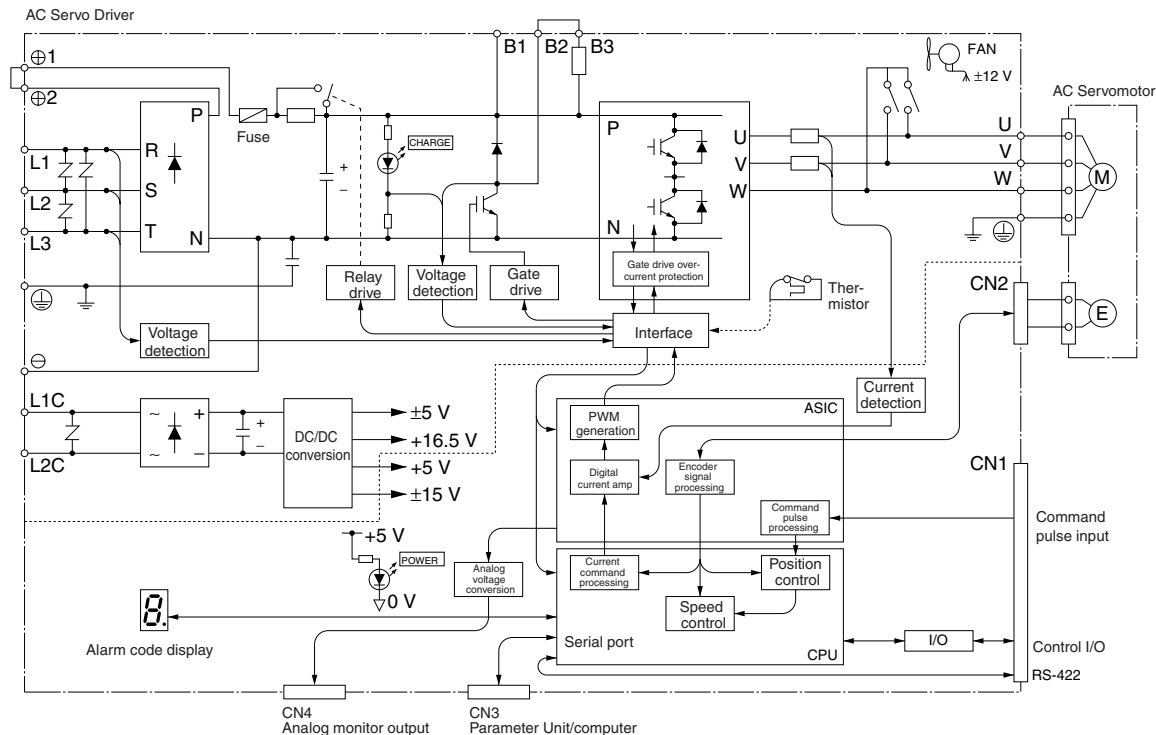 AC Servo Driver
⊕1
⊕2
B1
B2
B3
FAN
±12 V
AC Servomotor
P
Fuse
CHARGE
+
−
P
U
V
W
U
V
W
M
L1
L2
L3
R
S
T
N
N
Relay drive
Voltage detection
Gate drive
Gate drive over-
current protection
Ther-
mistor
CN2
E
Voltage
detection
Interface
⊖
L1C
L2C
~
~
+
−
+
−
DC/DC
conversion
±5 V
+16.5 V
+5 V
±15 V
ASIC
PWM
generation
Current
detection
Digital
current amp
Encoder
signal
processing
CN1
Command
pulse
processing
Command
pulse input
+5 V
POWER
0 V
Analog
voltage
conversion
Current
command
processing
Position
control
Speed
control
8.
Alarm code display
Serial port
CPU
I/O
Control I/O
RS-422
CN4
Analog monitor output
CN3
Parameter Unit/computer